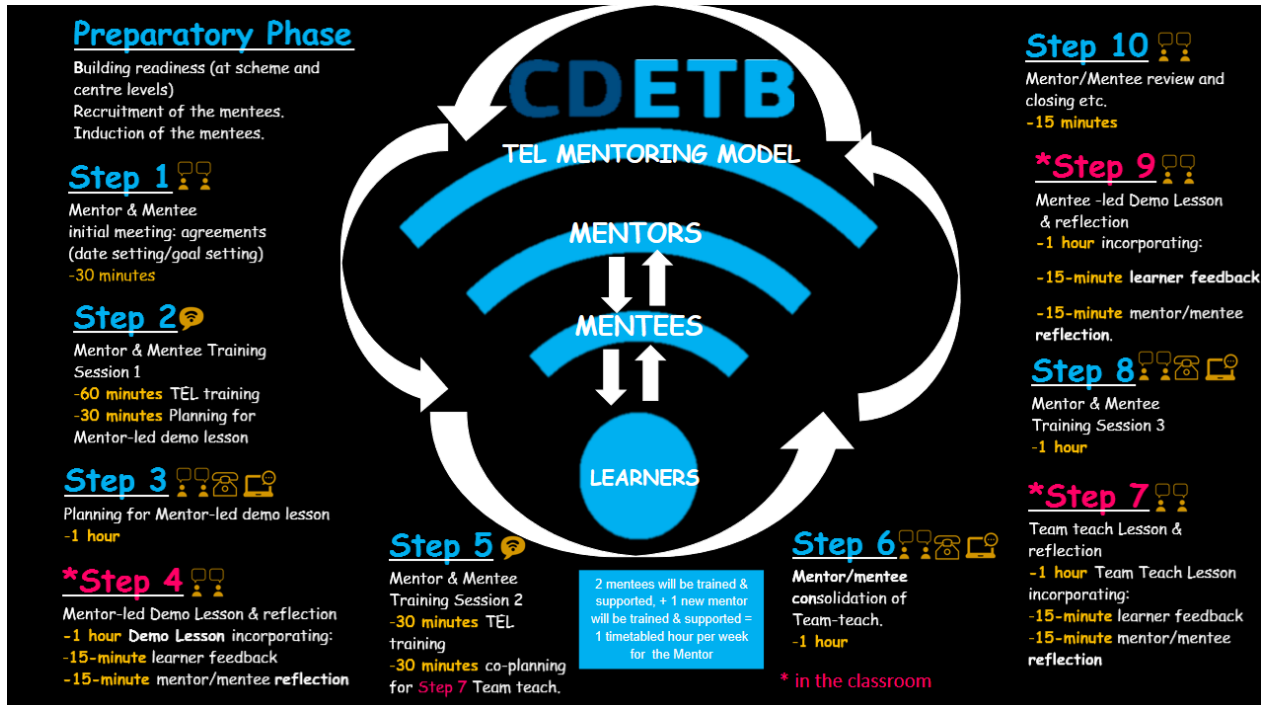 Preparatory Phase
Building readiness (at scheme and
centre levels)
Recruitment of the mentees.
Induction of the mentees.
Step 1
Mentor & Mentee
initial meeting: agreements
(date setting/goal setting)
-30 minutes
Step 2
Mentor & Mentee Training
Session 1
-60 minutes TEL training
-30 minutes Planning for
Mentor-led demo lesson
Step 3
Planning for Mentor-led demo lesson
-1 hour
*Step 4
Mentor-led Demo Lesson & reflection
-1 hour Demo Lesson incorporating:
-15-minute learner feedback
-15-minute mentor/mentee reflection
CDETB
TEL MENTORING MODEL
MENTORS
MENTEES
LEARNERS
Step 5
Mentor & Mentee
Training Session 2
-30 minutes TEL
training
-30 minutes co-planning
for Step 7 Team teach.
2 mentees will be trained &
supported, + 1 new mentor
will be trained & supported =
1 timetabled hour per week
for the Mentor
Step 6
Mentor/mentee
consolidation of
Team-teach.
-1 hour
* in the classroom
*Step 7
Team teach Lesson &
reflection
-1 hour Team Teach Lesson
incorporating:
-15-minute learner feedback
-15-minute mentor/mentee
reflection
Step 8
Mentor & Mentee
Training Session 3
-1 hour
*Step 9
Mentee -led Demo Lesson
& reflection
-1 hour incorporating:
-15-minute learner feedback
-15-minute mentor/mentee
reflection.
Step 10
Mentor/Mentee review and
closing etc.
-15 minutes